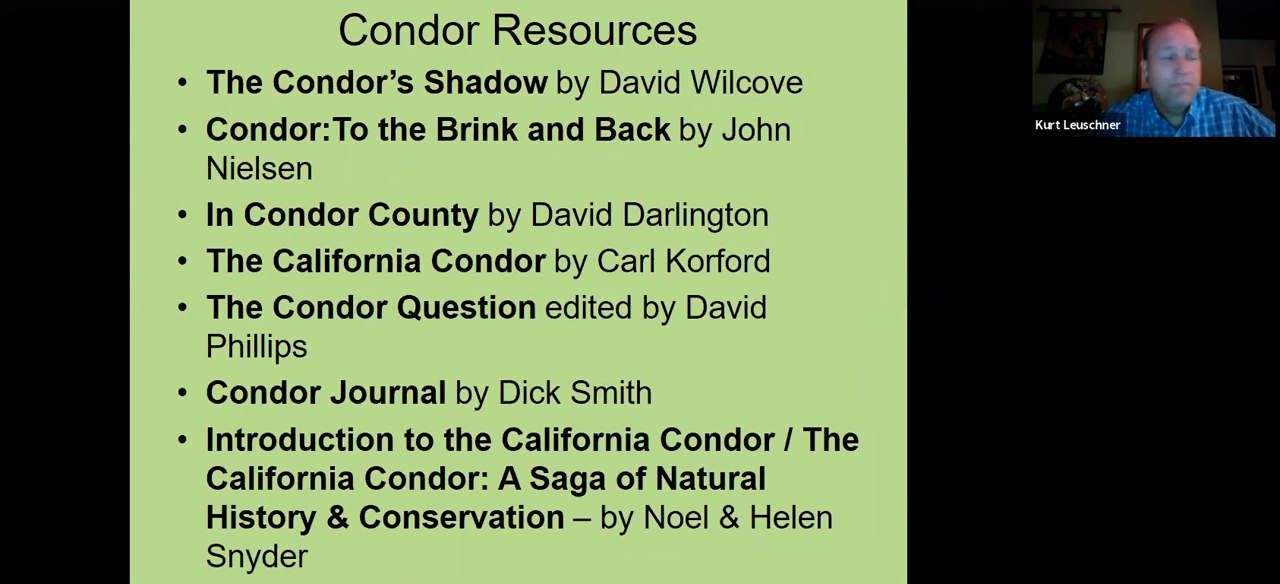 Condor Resources
• The Condor's Shadow by David Wilcove
• Condor:To the Brink and Back by John
Nielsen
• In Condor County by David Darlington
• The California Condor by Carl Korford
• The Condor Question edited by David
Phillips
• Condor Journal by Dick Smith
• Introduction to the California Condor / The
California Condor: A Saga of Natural
History & Conservation – by Noel & Helen
Snyder
Kurt Leuschner